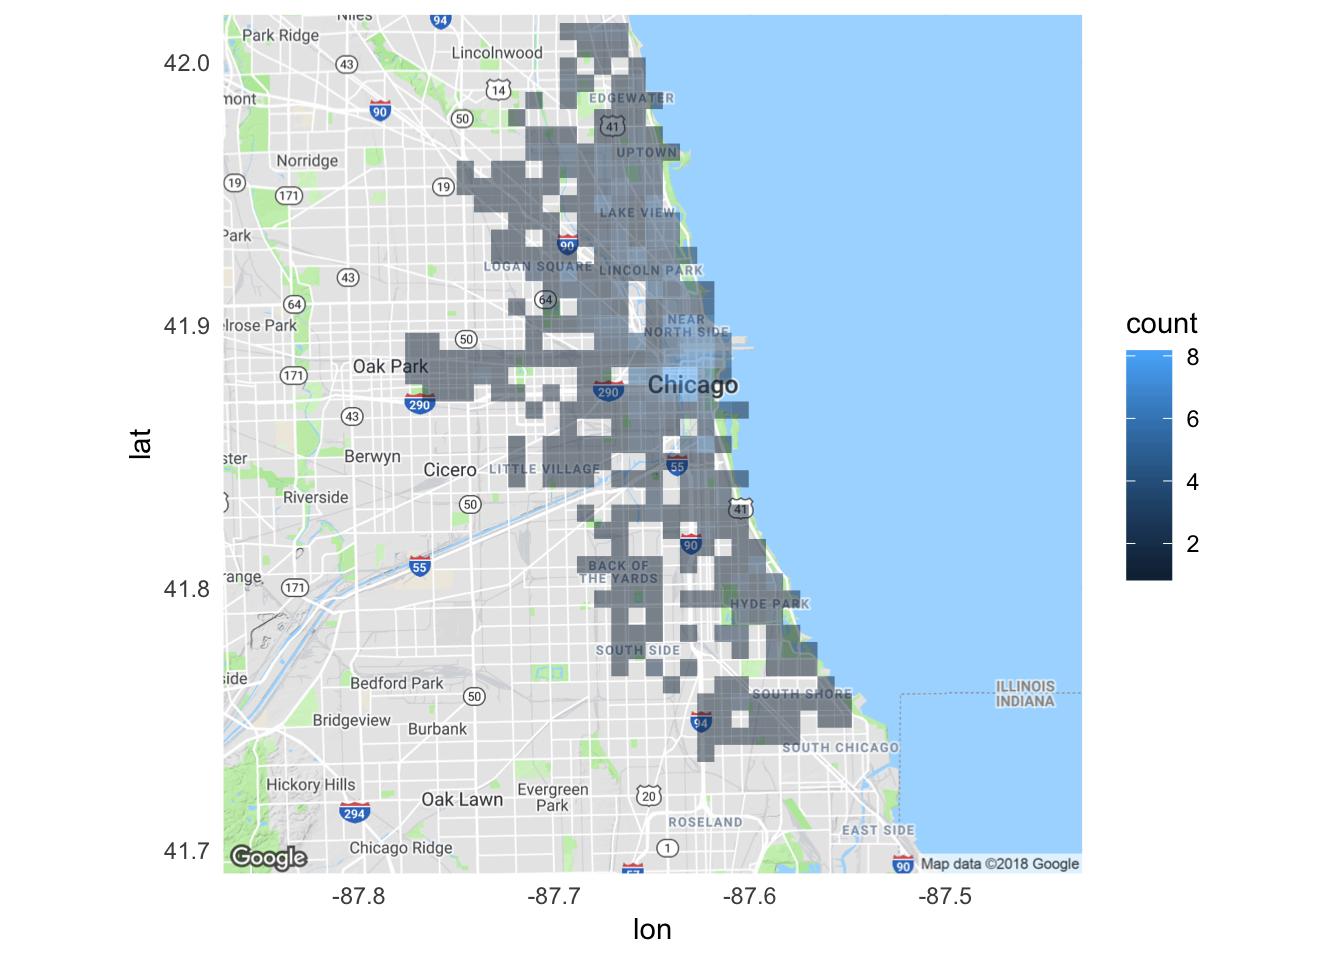 Niles
94
Park Ridge
Lincolnwood
42.0
43
14
mont
90
EDGEWATER
50
41
Norridge
UPTOWN
19
171
19
LAKE VIEW
Park
90
LOGAN SQUARE
LINCOLN PARK
43
64
64
NEAR
NORTH SIDE
41.9
elrose Park
50
Oak Park
171
290
290
Chicago
43
ster
Berwyn
Cicero
LITTLE VILLAGE
55
Riverside
50
41
90
55
BACK OF
THE YARDS
range
171
41.8
HYDE PARK
SOUTH SIDE
side
Bedford Park
50
SOUTH SHORE
ILLINOIS
INDIANA
Bridgeview
Burbank
94
SOUTH CHICAGO
Hickory Hills
Oak Lawn
Evergreen
Park
20
294
ROSELAND
EAST SIDE
Chicago Ridge
1
41.7
Google
57
90
Map data ©2018 Google
-87.8
-87.7
-87.6
-87.5
lon
lat
count
8
6
4
2